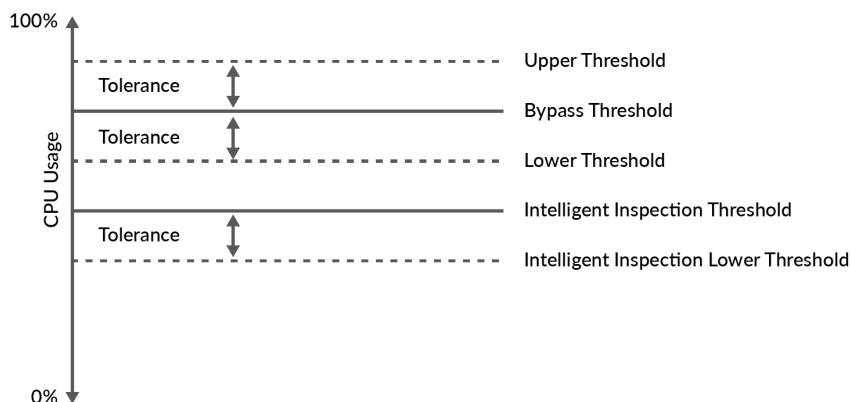 100%
Upper Threshold
Tolerance
Bypass Threshold
Tolerance
Lower Threshold
CPU Usage
Intelligent Inspection Threshold
Tolerance
Intelligent Inspection Lower Threshold
0%